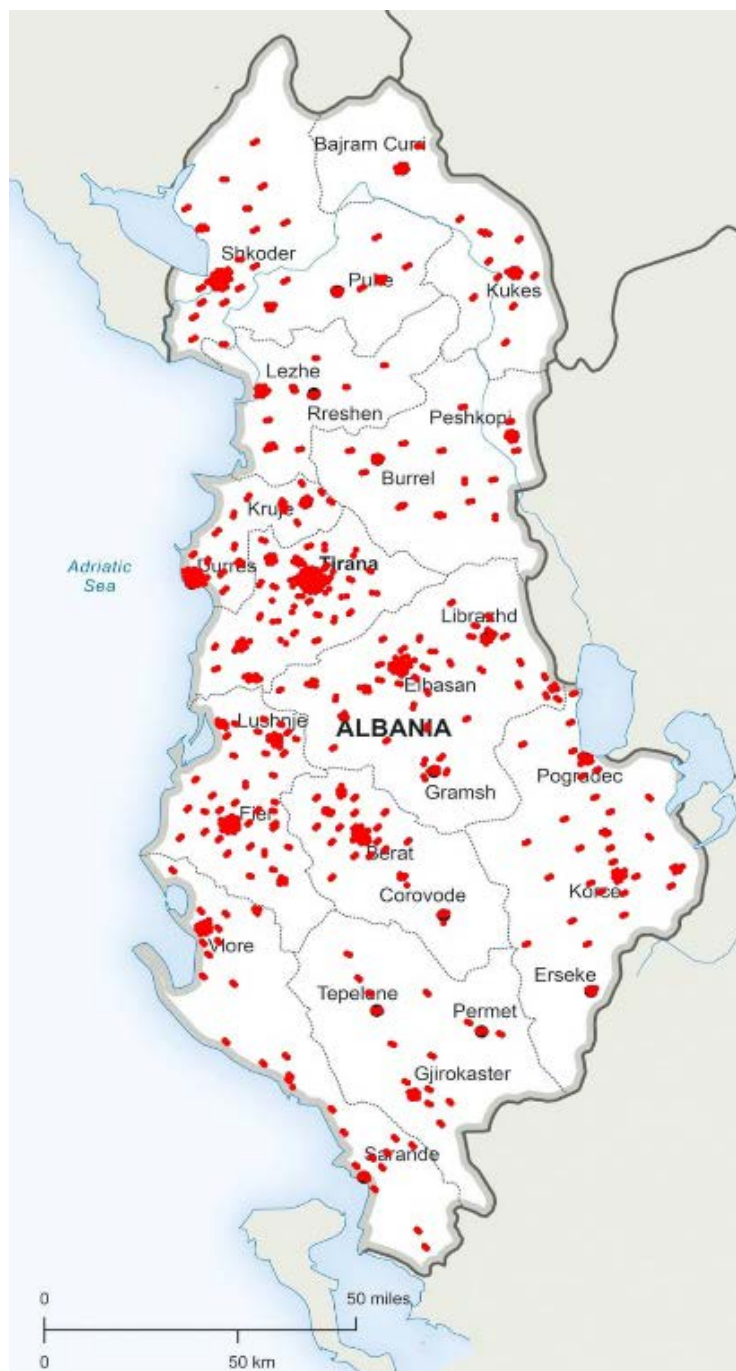 Bajram Curri
Shkoder
Puke
Kukes
Lezhe
Rreshen
Peshkopi
Burrel
Kruje
Adriatic
Sea
Durres
Tirana
Librazhd
Elbasan
Lushnje
ALBANIA
Pogradec
Gramsh
Fier
Berat
Korce
Corovode
Vlore
Erseke
Tepelene
Permet
Gjirokaster
Sarande
0
50 miles
0
50 km